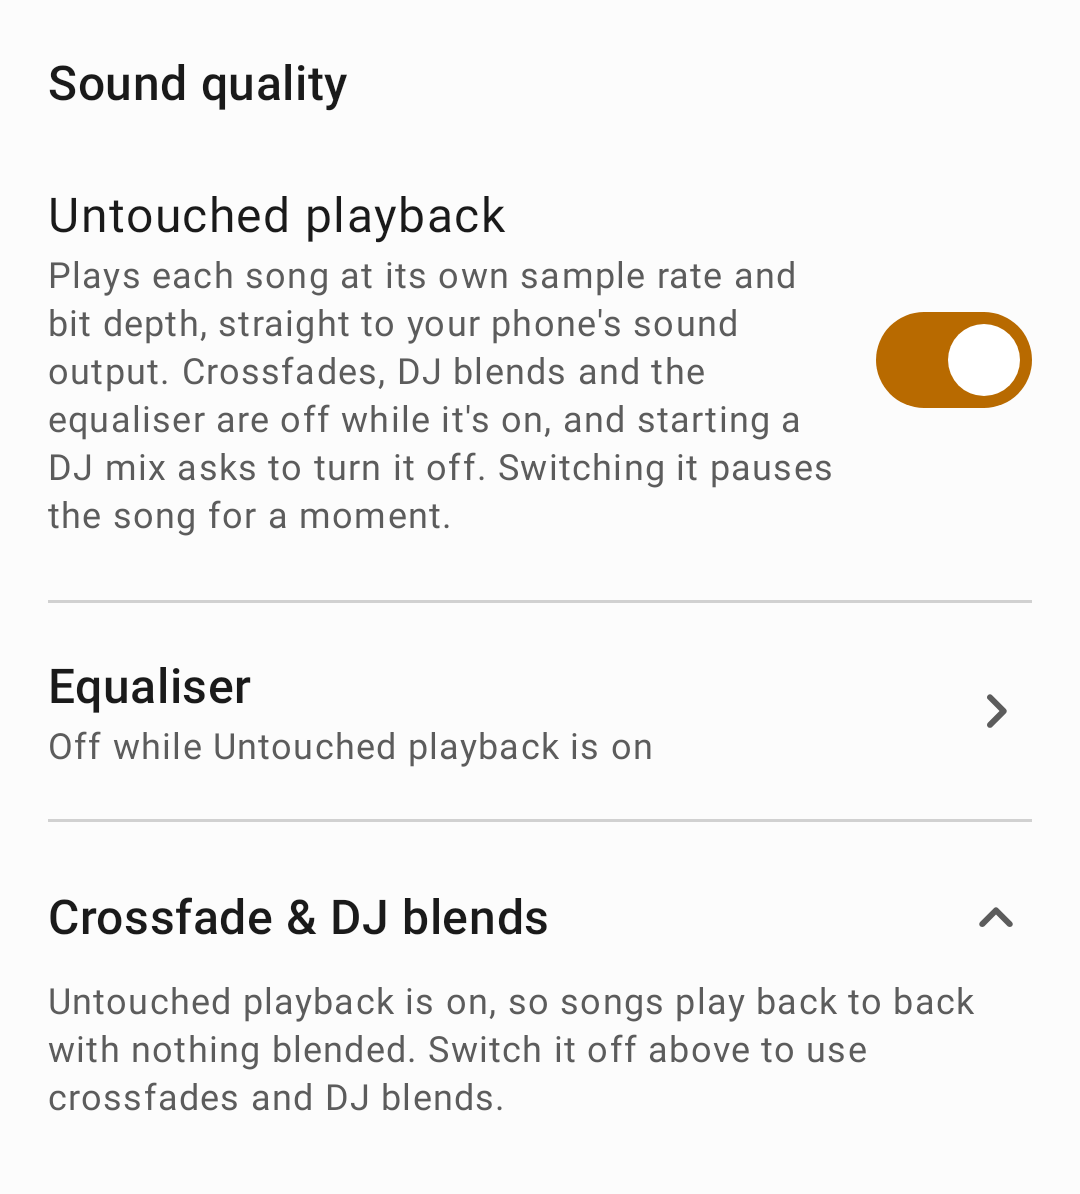 Sound quality
Untouched playback
Plays each song at its own sample rate and
bit depth, straight to your phone's sound
output. Crossfades, DJ blends and the
equaliser are off while it's on, and starting a
DJ mix asks to turn it off. Switching it pauses
the song for a moment.
Equaliser
Off while Untouched playback is on
Crossfade & DJ blends
Untouched playback is on, so songs play back to back
with nothing blended. Switch it off above to use
crossfades and DJ blends.